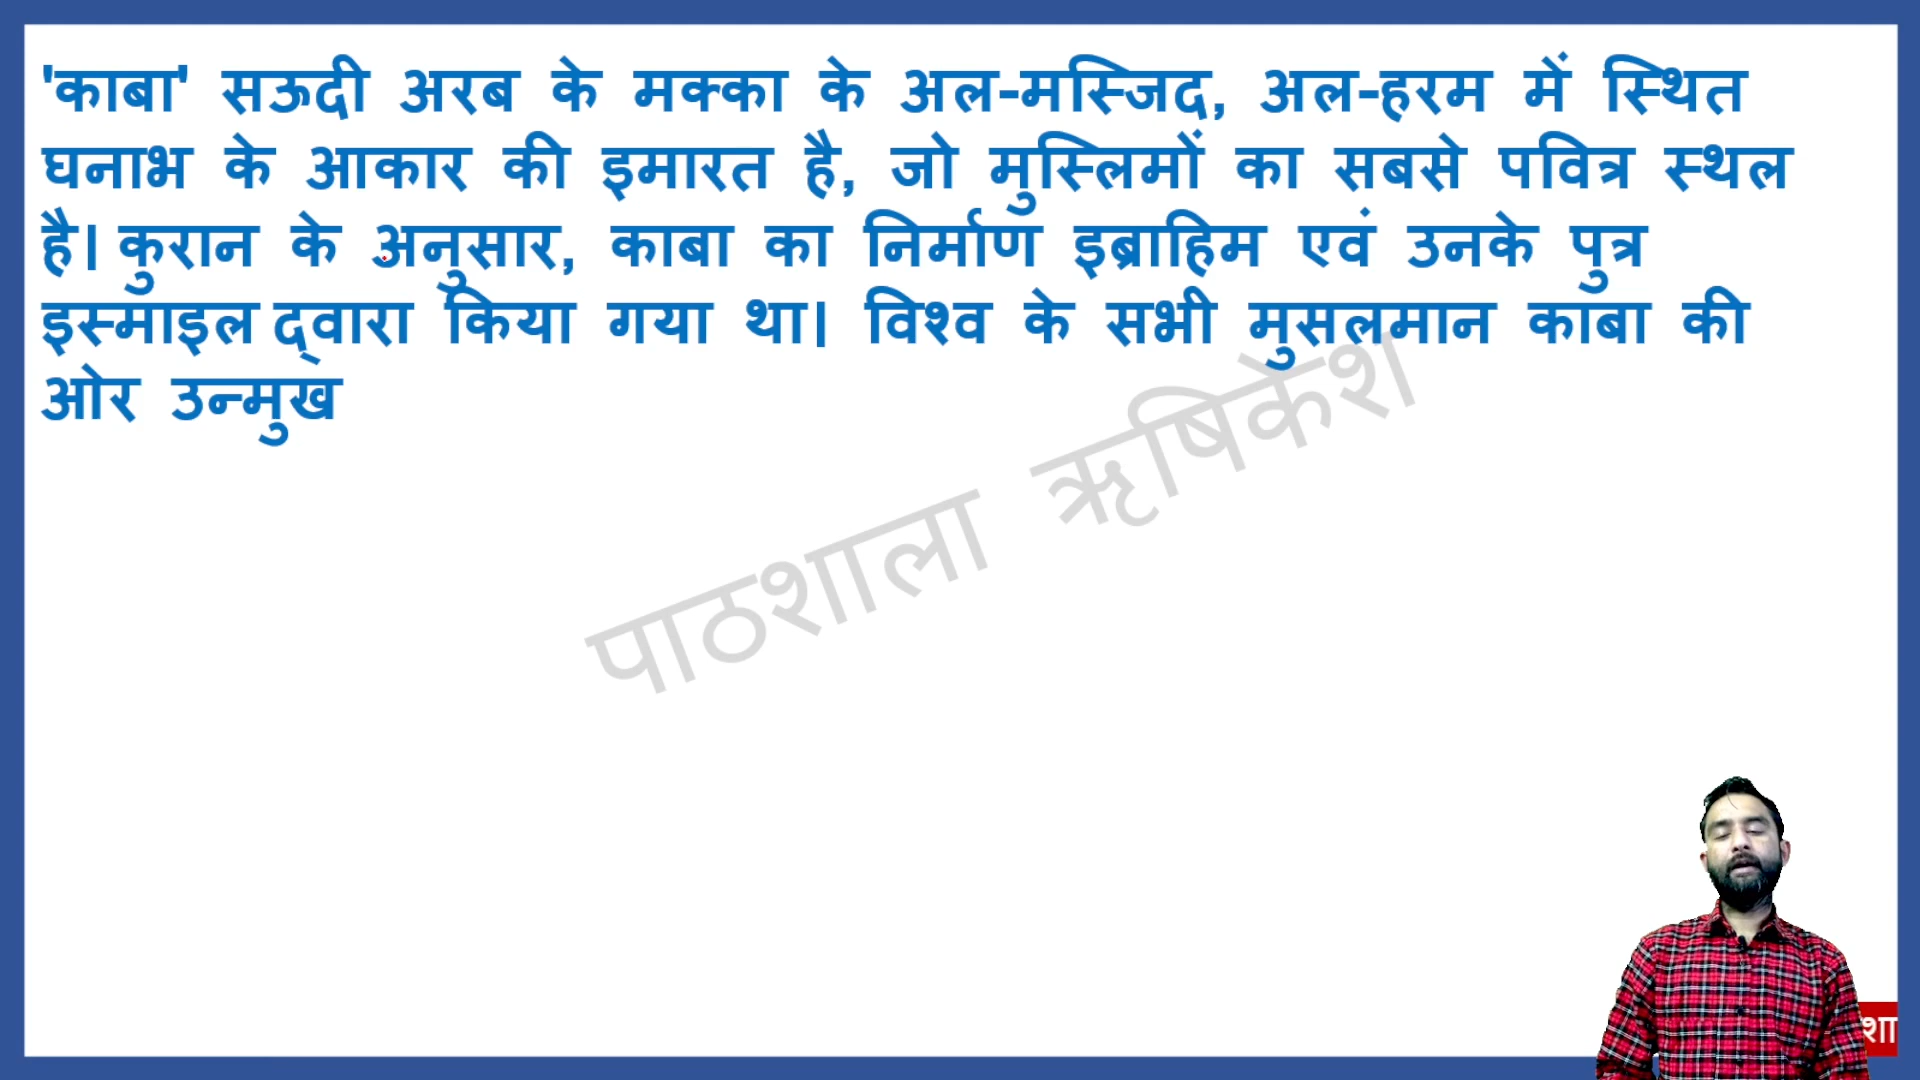 'काबा' सऊदी अरब के मक्का के अल-मस्जिद, अल-हरम में स्थित
घनाभ के आकार की इमारत है, जो मुस्लिमों का सबसे पवित्र स्थल
है। कुरान के अनुसार, काबा का निर्माण इब्राहिम एवं उनके पुत्र
इस्माइल द्वारा किया गया था। विश्व के सभी मुसलमान काबा की
ओर उन्मुख
पाठशाला ऋषिकेश
शा